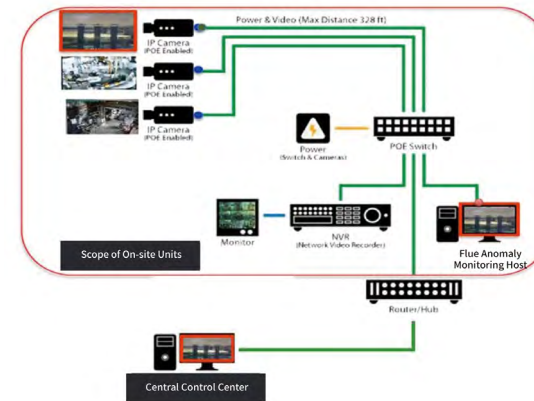 Power & Video (Max Distance 328 ft)
IP Camera
(POE Enabled)
IP Camera
(POE Enabled)
IP Camera
(POE Enabled)
Power
(Switch & Cameras)
POE Switch
Monitor
NVR
(Network Video Recorder)
Flue Anomaly
Monitoring Host
Scope of On-site Units
Router/Hub
Central Control Center